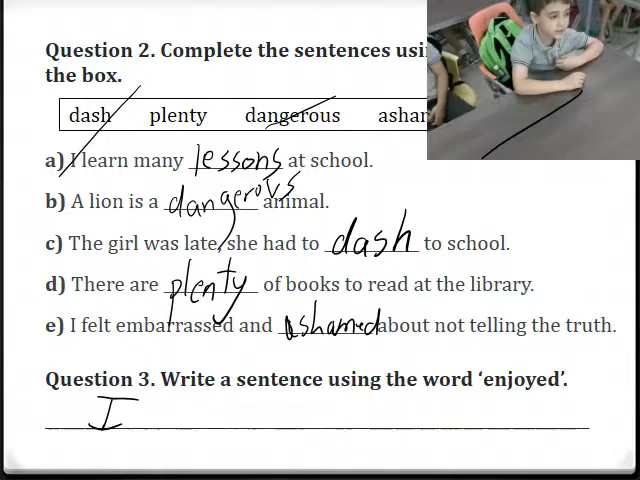 Question 2. Complete the sentences usi
the box.
dash plenty dangerous asha
a) I learn many lessons at school.
b) A lion is a dangerous animal.
c) The girl was late, she had to dash to school.
d) There are plenty of books to read at the library.
e) I felt embarrassed and ashamed about not telling the truth.
Question 3. Write a sentence using the word ‘enjoyed’.
I